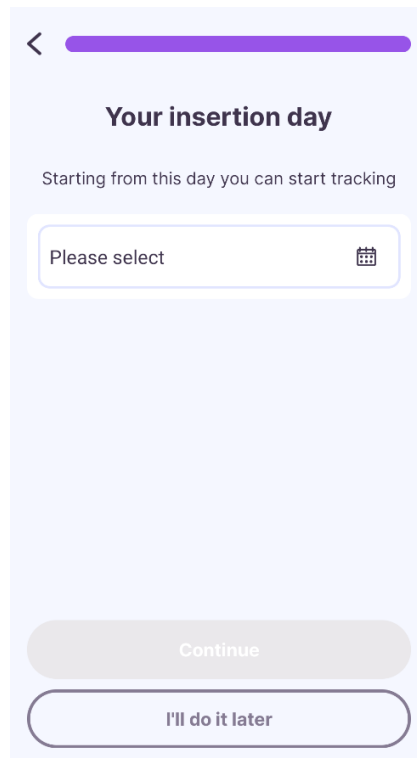 Your insertion day
Starting from this day you can start tracking
Please select
Continue
I'll do it later